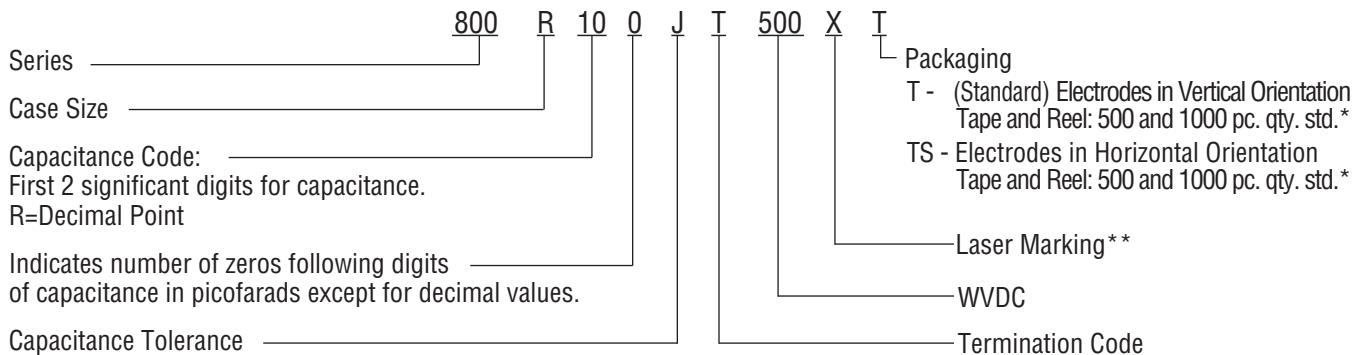 800 R 10 0 J T 500 X T
Series
Case Size
Capacitance Code:
First 2 significant digits for capacitance.
R=Decimal Point
Indicates number of zeros following digits
of capacitance in picofarads except for decimal values.
Capacitance Tolerance
Packaging
T - (Standard) Electrodes in Vertical Orientation
Tape and Reel: 500 and 1000 pc. qty. std.*
TS - Electrodes in Horizontal Orientation
Tape and Reel: 500 and 1000 pc. qty. std.*
Laser Marking**
WVDC
Termination Code